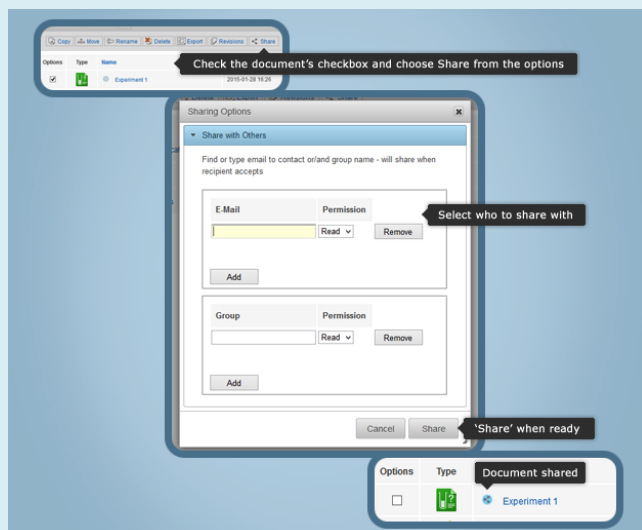 Copy Move Rename Delete Export Revisions Share
Options Type Name
Check the document's checkbox and choose Share from the options
Experiment 1 2015-01-28 16:26
Sharing Options
Share with Others
Find or type email to contact or/and group name - will share when
recipient accepts
E-Mail Permission
Select who to share with
Read Remove
Add
Group Permission
Read Remove
Add
Cancel Share
'Share' when ready
Options Type
Document shared
Experiment 1